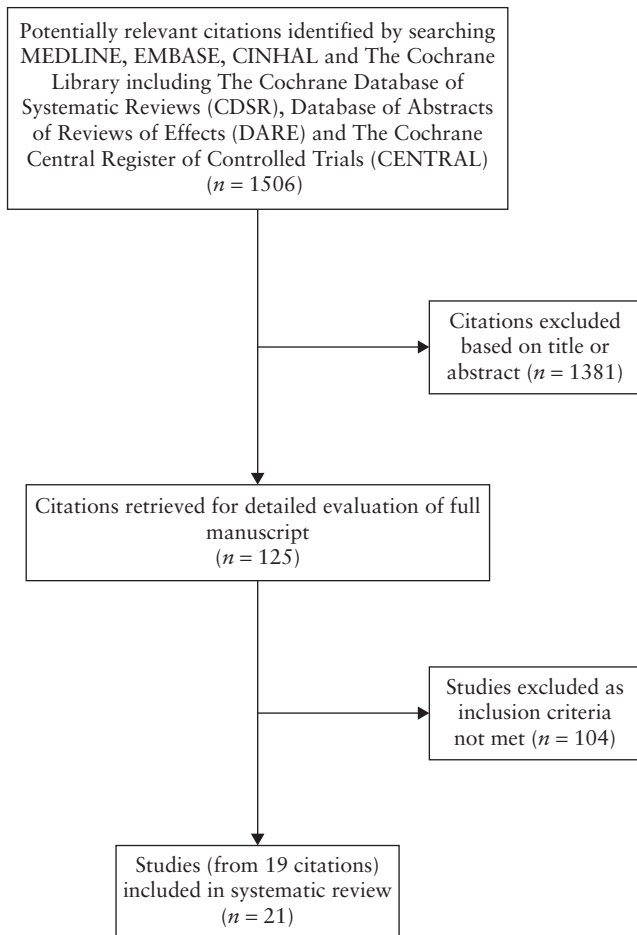 Potentially relevant citations identified by searching
MEDLINE, EMBASE, CINHAL and The Cochrane
Library including The Cochrane Database of
Systematic Reviews (CDSR), Database of Abstracts
of Reviews of Effects (DARE) and The Cochrane
Central Register of Controlled Trials (CENTRAL)
(n = 1506)
Citations excluded
based on title or
abstract (n = 1381)
Citations retrieved for detailed evaluation of full
manuscript
(n = 125)
Studies excluded as
inclusion criteria
not met (n = 104)
Studies (from 19 citations)
included in systematic review
(n = 21)